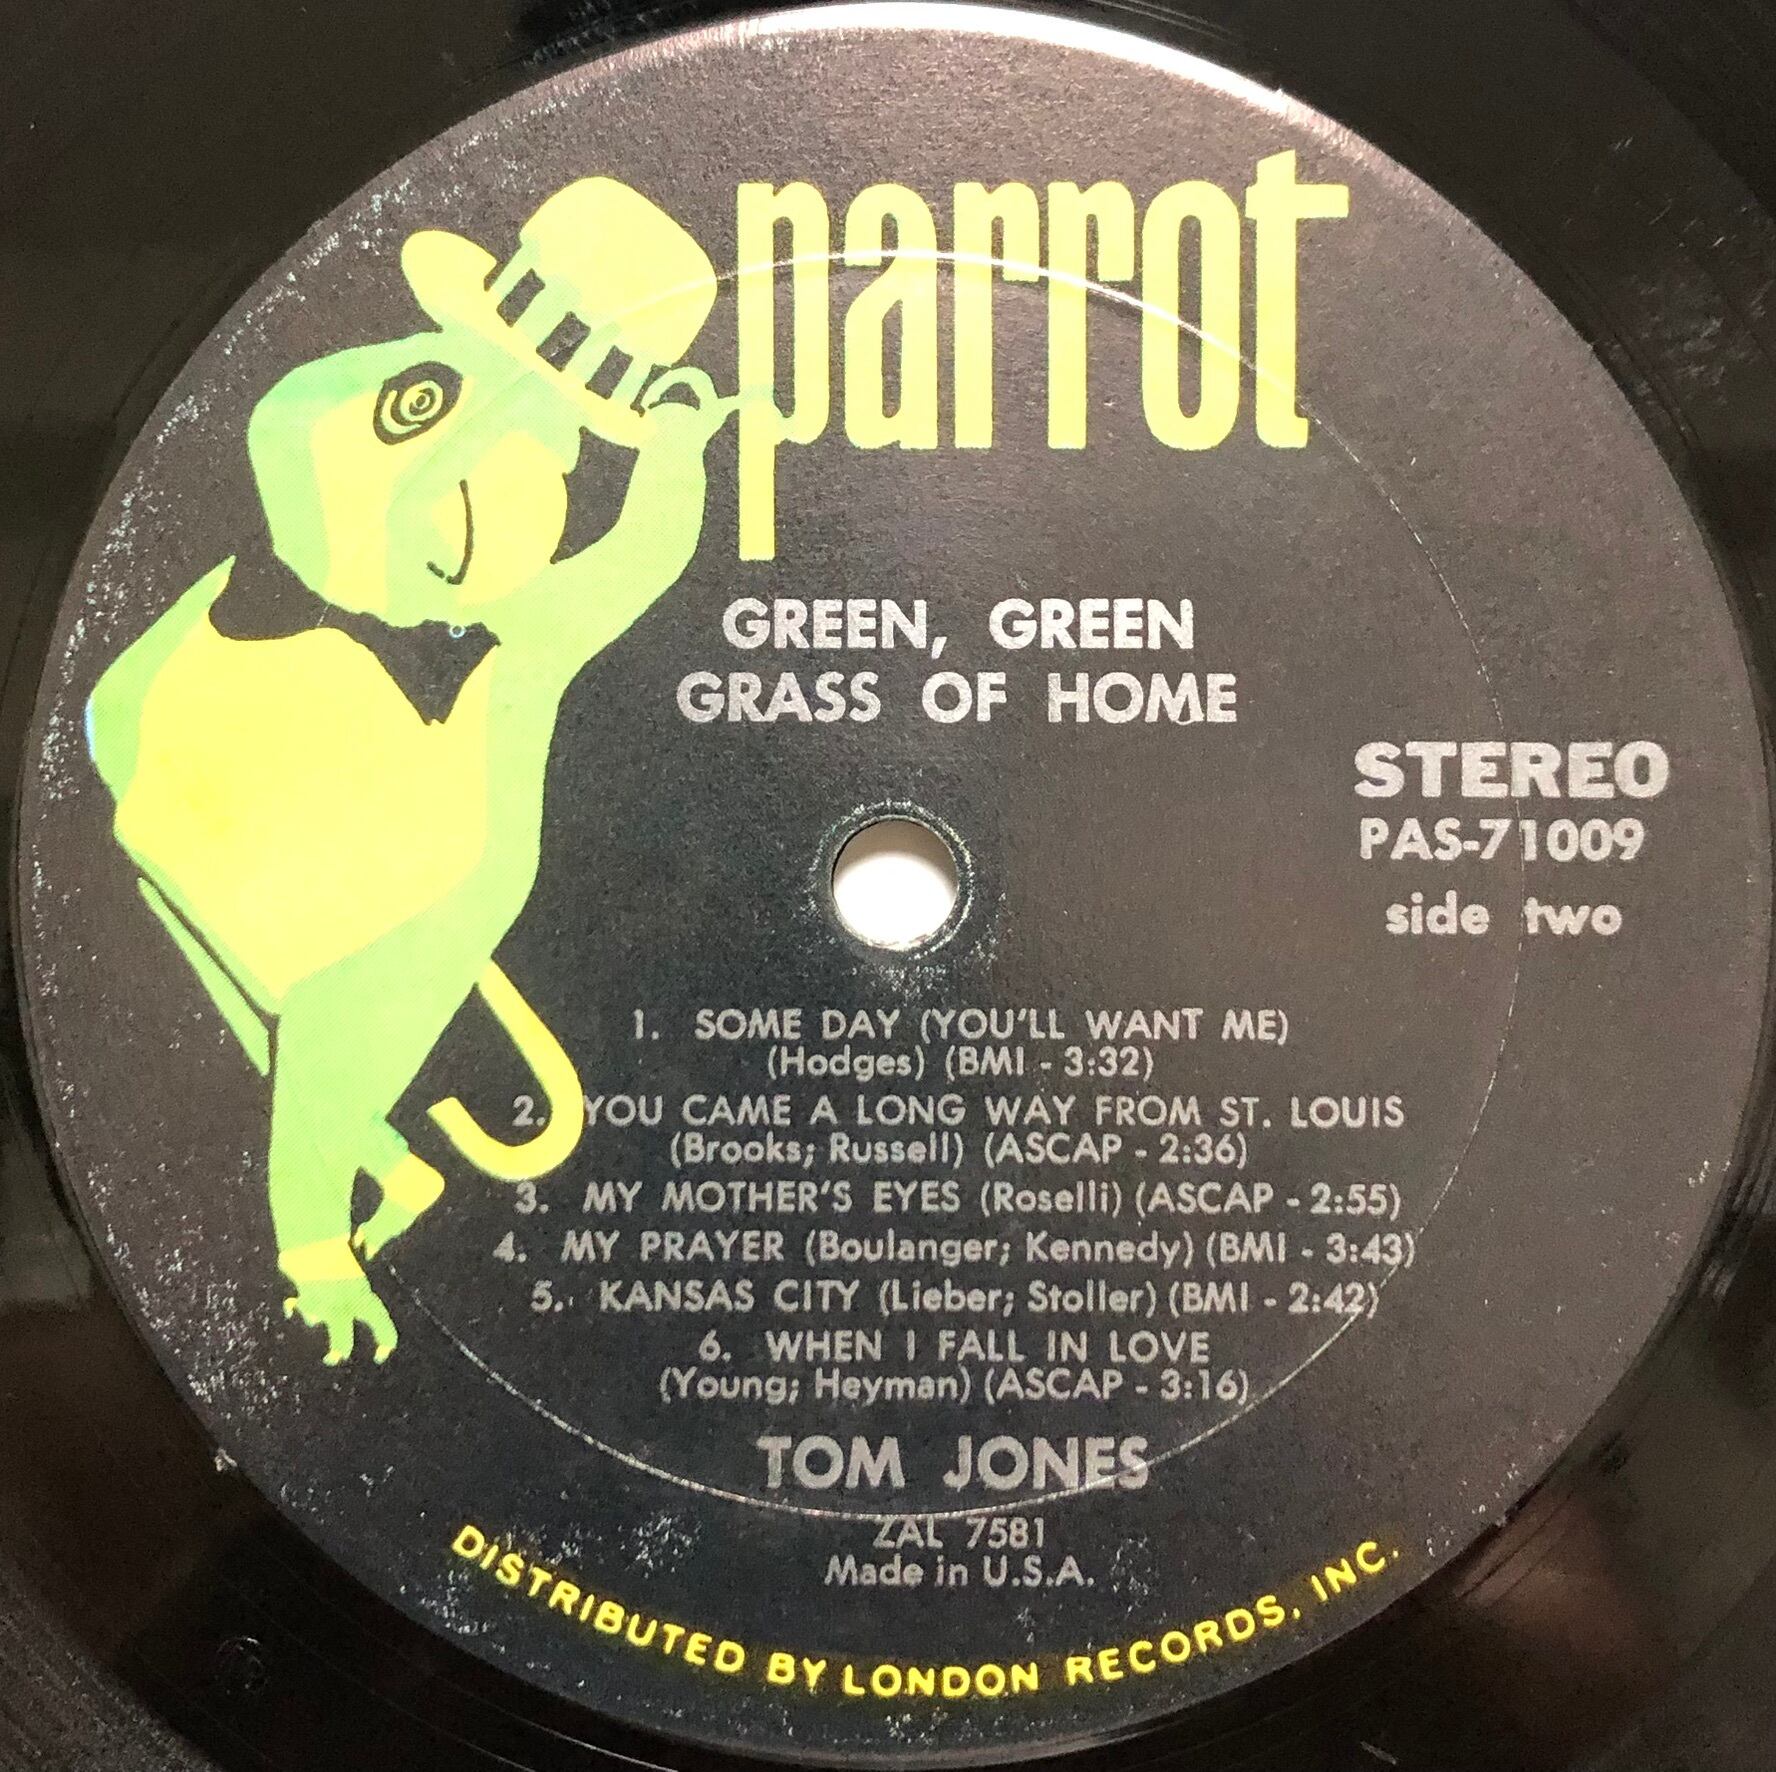 parrot
GREEN, GREEN
GRASS OF HOME
STEREO
PAS-71009
side two
1. SOME DAY (YOU'LL WANT ME)
(Hodges) (BMI - 3:32)
2. YOU CAME A LONG WAY FROM ST. LOUIS
(Brooks; Russell) (ASCAP - 2:36)
3. MY MOTHER'S EYES (Roselli) (ASCAP - 2:55)
4. MY PRAYER (Boulanger; Kennedy) (BMI - 3:43)
5. KANSAS CITY (Lieber; Stoller) (BMI - 2:42)
6. WHEN I FALL IN LOVE
(Young; Heyman) (ASCAP - 3:16)
TOM JONES
ZAL 7581
Made in U.S.A.
DISTRIBUTED BY LONDON RECORDS, INC.